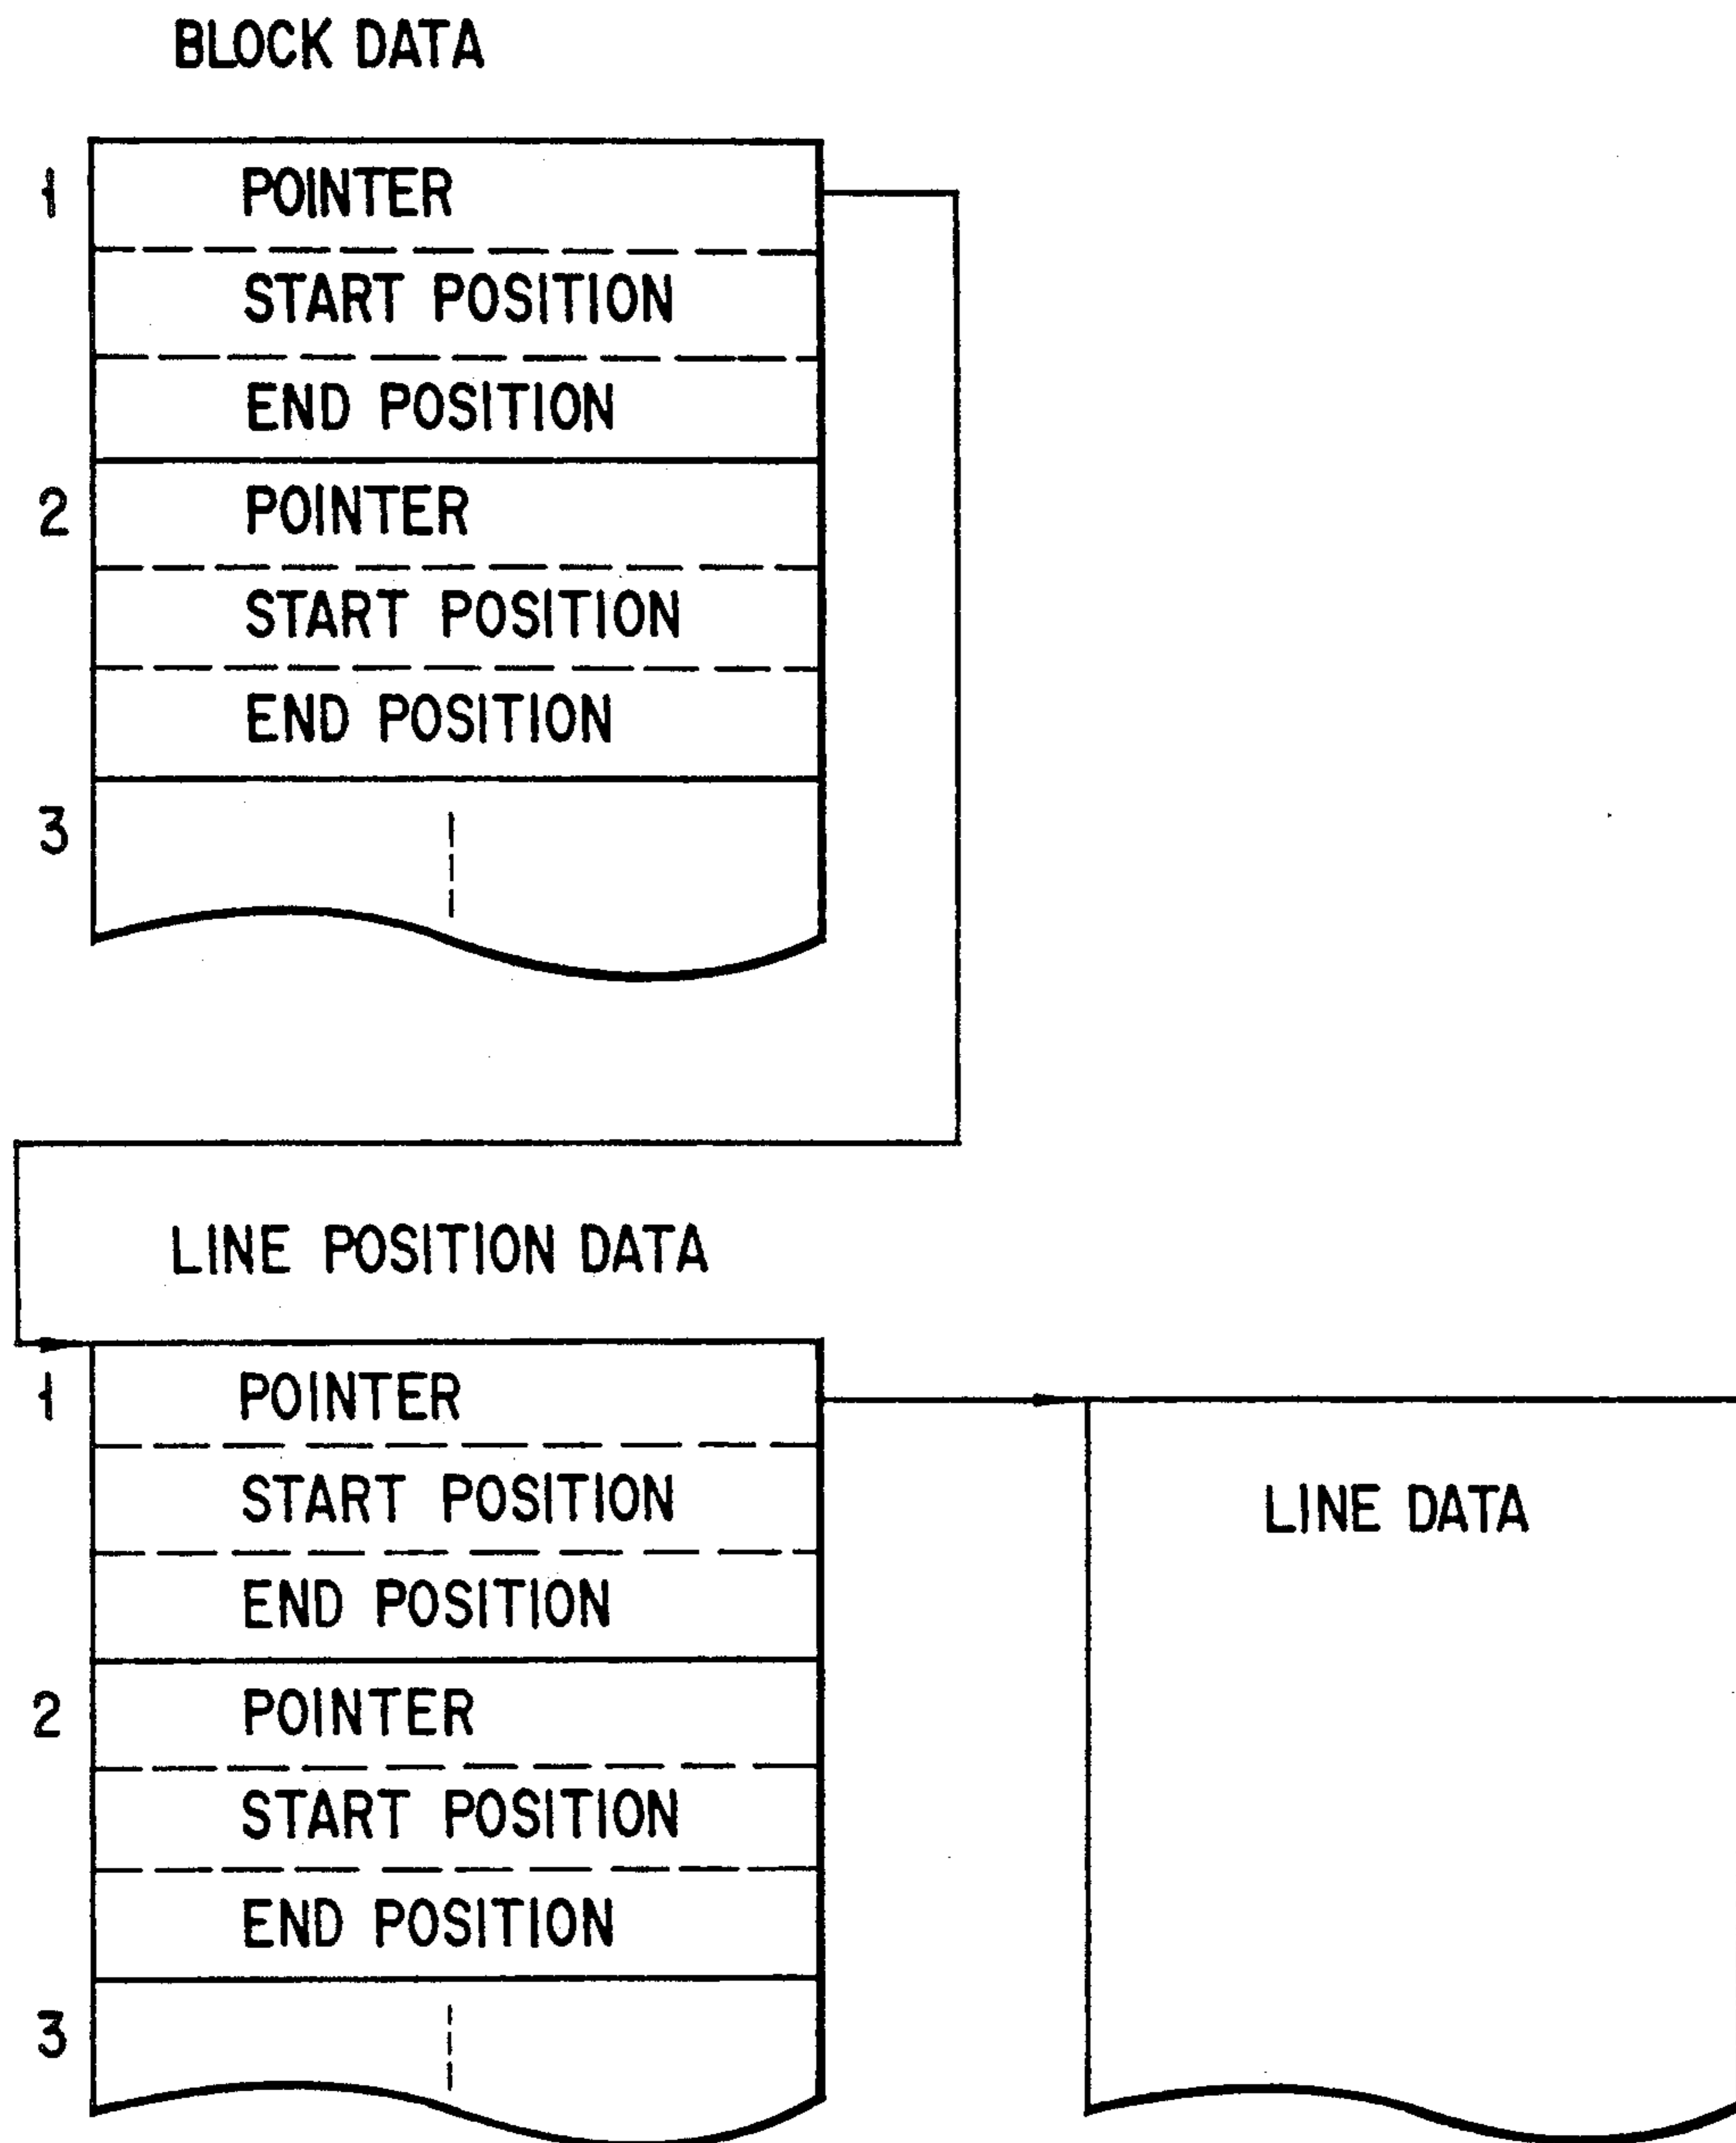 BLOCK DATA
1 POINTER
START POSITION
END POSITION
2 POINTER
START POSITION
END POSITION
3
LINE POSITION DATA
1 POINTER
START POSITION
END POSITION
2 POINTER
START POSITION
END POSITION
3
LINE DATA